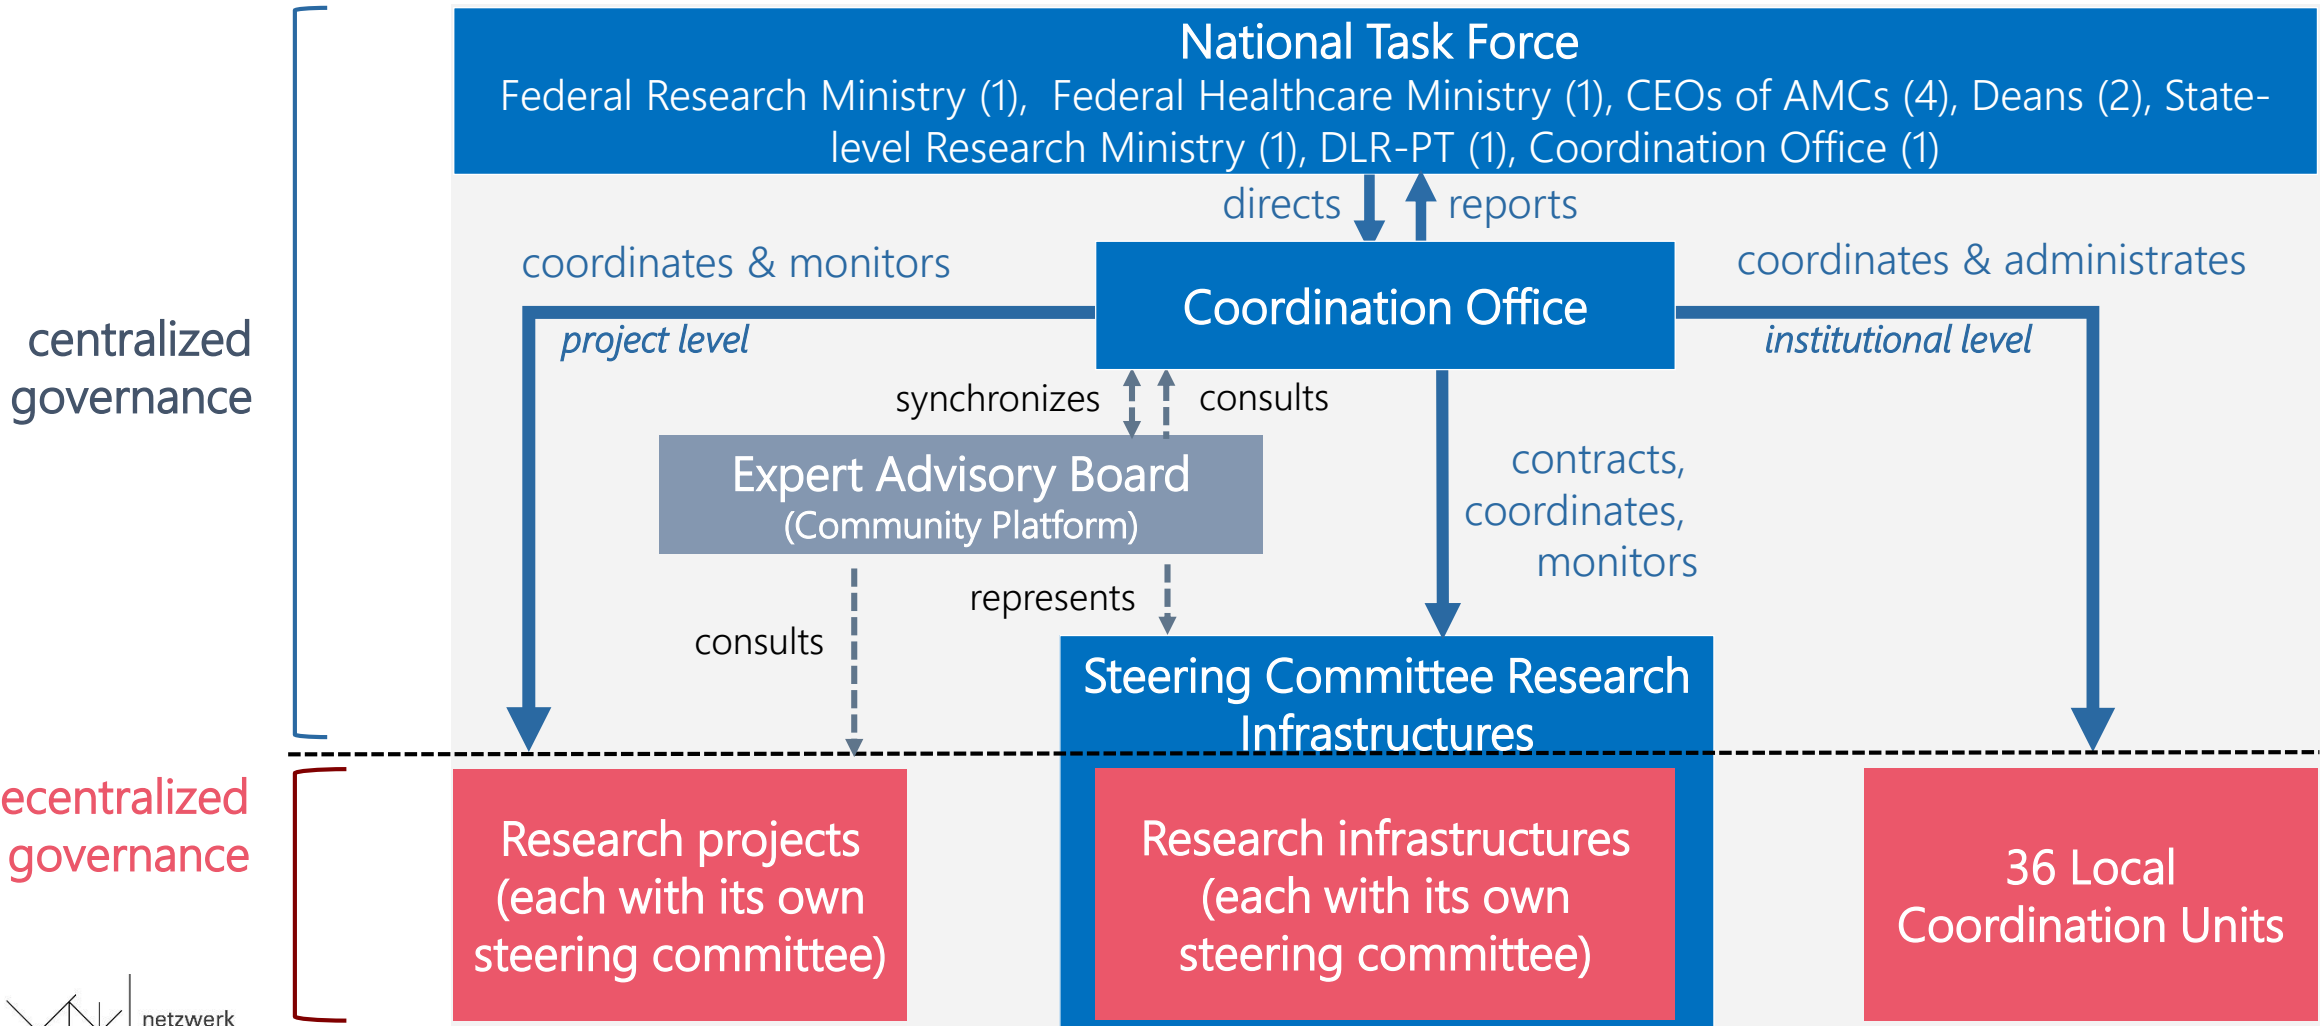 National Task Force
Federal Research Ministry (1), Federal Healthcare Ministry (1), CEOs of AMCs (4), Deans (2), State-
level Research Ministry (1), DLR-PT (1), Coordination Office (1)
directs
reports
coordinates & monitors
coordinates & administrates
Coordination Office
project level
institutional level
centralized
governance
synchronizes
consults
Expert Advisory Board
(Community Platform)
contracts,
coordinates,
monitors
represents
consults
Steering Committee Research
Infrastructures
ecentralized
governance
Research projects
(each with its own
steering committee)
Research infrastructures
(each with its own
steering committee)
36 Local
Coordination Units
netzwerk